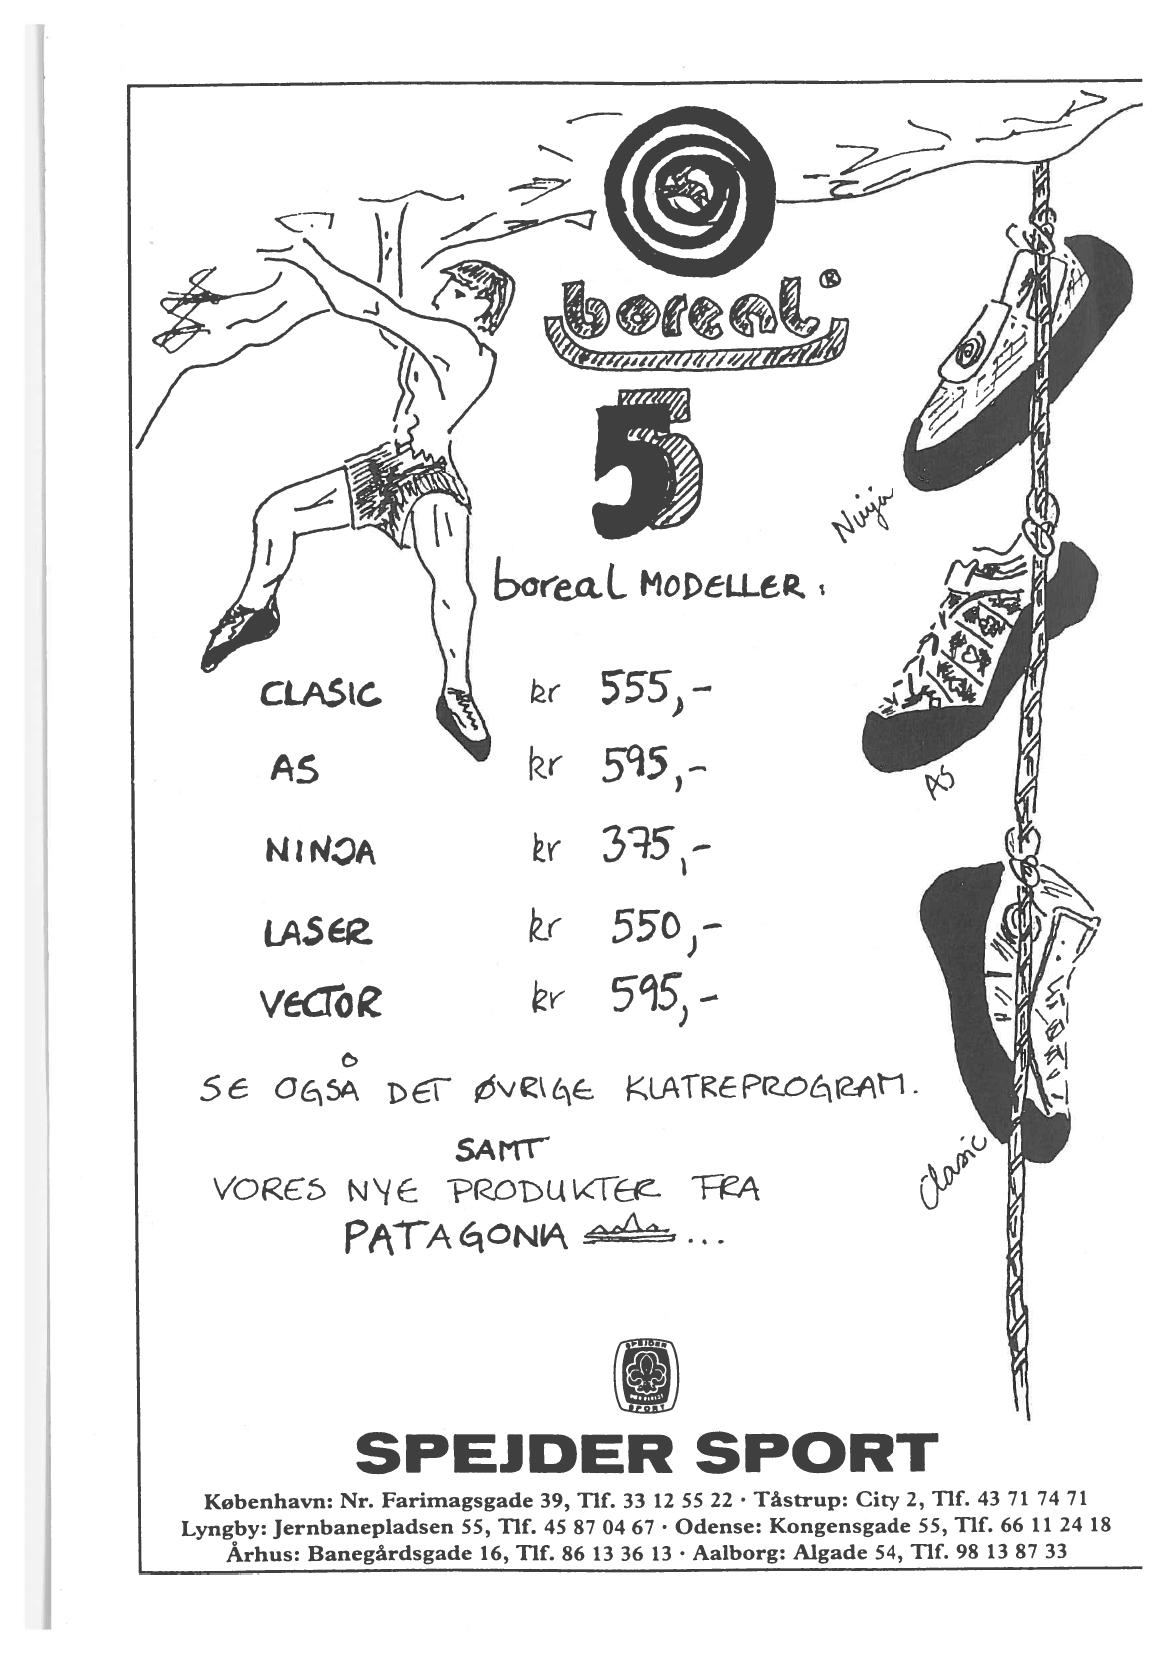 boreal®
5
boreal MODELLER:
CLASIC kr 555,-
AS kr 595,-
NINJA kr 375,-
LASER kr 550,-
VECTOR kr 595,-
SE OGSÅ DET ØVRIGE KLATREPROGRAM.
SAMT
VORES NYE PRODUKTER FRA
PATAGONIA ...
Ninja
AS
Clasic
SPEJDER
SPORT
SPEJDER SPORT
København: Nr. Farimagsgade 39, Tlf. 33 12 55 22 · Tåstrup: City 2, Tlf. 43 71 74 71
Lyngby: Jernbanepladsen 55, Tlf. 45 87 04 67 · Odense: Kongensgade 55, Tlf. 66 11 24 18
Århus: Banegårdsgade 16, Tlf. 86 13 36 13 · Aalborg: Algade 54, Tlf. 98 13 87 33